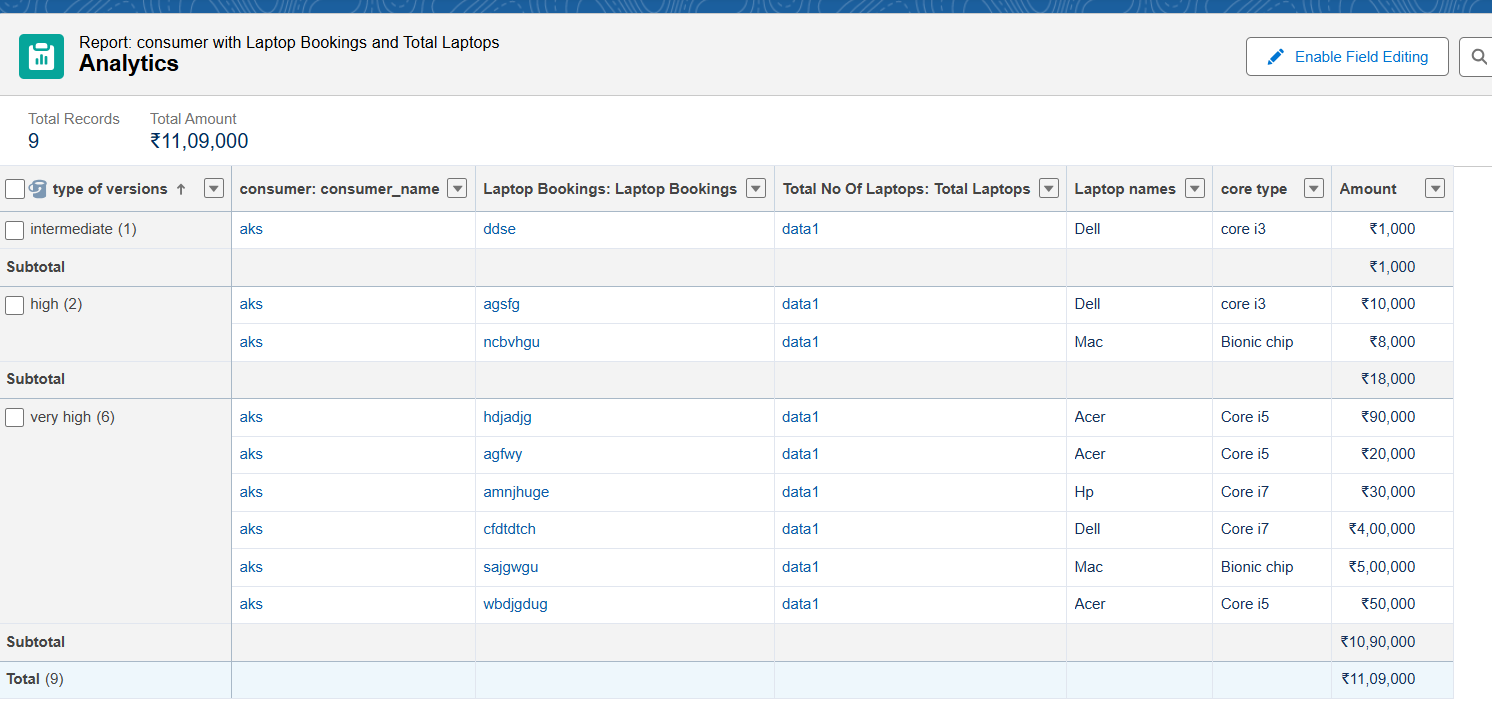 Report: consumer with Laptop Bookings and Total Laptops
Analytics
Enable Field Editing
Total Records Total Amount
9 ₹11,09,000
type of versions ↑ consumer: consumer_name Laptop Bookings: Laptop Bookings Total No Of Laptops: Total Laptops Laptop names core type Amount
intermediate (1) aks ddse data1 Dell core i3 ₹1,000
Subtotal ₹1,000
high (2) aks agsfg data1 Dell core i3 ₹10,000
aks ncbvhgu data1 Mac Bionic chip ₹8,000
Subtotal ₹18,000
very high (6) aks hdjadjg data1 Acer Core i5 ₹90,000
aks agfwy data1 Acer Core i5 ₹20,000
aks amnjhuge data1 Hp Core i7 ₹30,000
aks cfdtdtch data1 Dell Core i7 ₹4,00,000
aks sajgwgu data1 Mac Bionic chip ₹5,00,000
aks wbdjgdug data1 Acer Core i5 ₹50,000
Subtotal ₹10,90,000
Total (9) ₹11,09,000